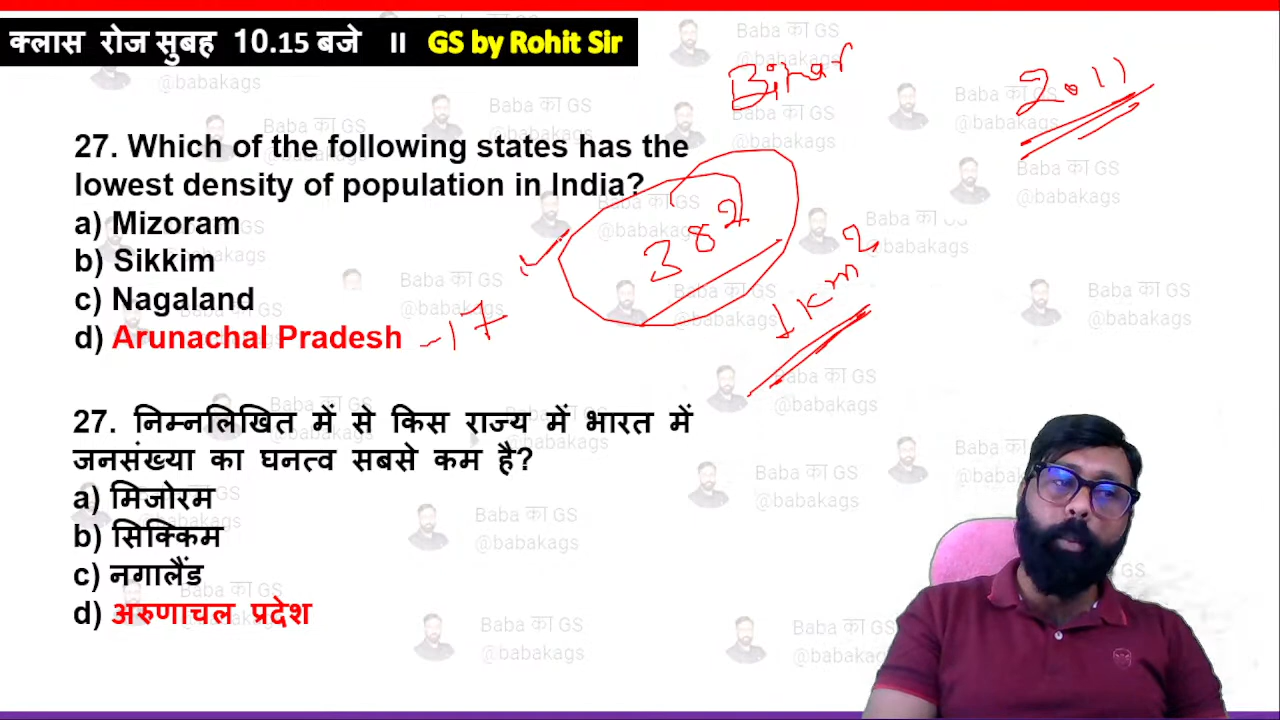 क्लास रोज सुबह 10.15 बजे II GS by Rohit Sir
Bihar
2011
27. Which of the following states has the
lowest density of population in India?
a) Mizoram
b) Sikkim
c) Nagaland
d) Arunachal Pradesh -17
382
1 km2
27. निम्नलिखित में से किस राज्य में भारत में
जनसंख्या का घनत्व सबसे कम है?
a) मिजोरम
b) सिक्किम
c) नगालैंड
d) अरुणाचल प्रदेश
Baba का GS
@babakags